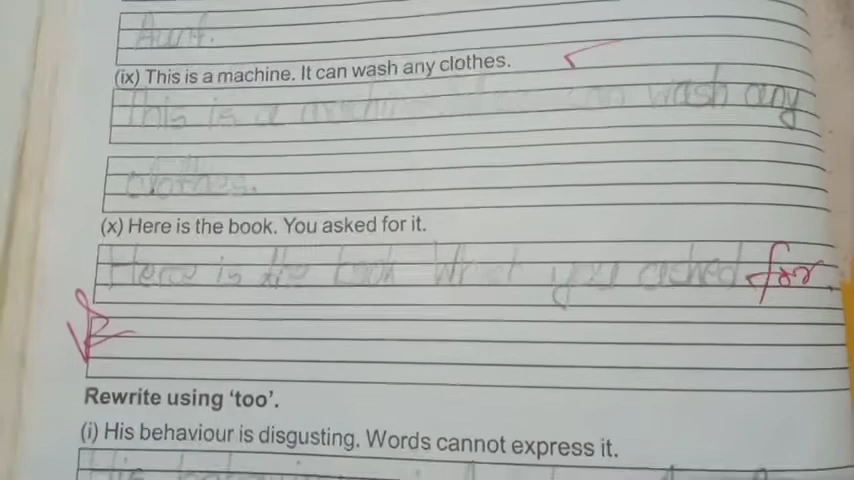 Aunt.
(ix) This is a machine. It can wash any clothes.
This is a machine can wash any
clothes.
(x) Here is the book. You asked for it.
Here is the book which you asked for.
Rewrite using 'too'.
(i) His behaviour is disgusting. Words cannot express it.
His